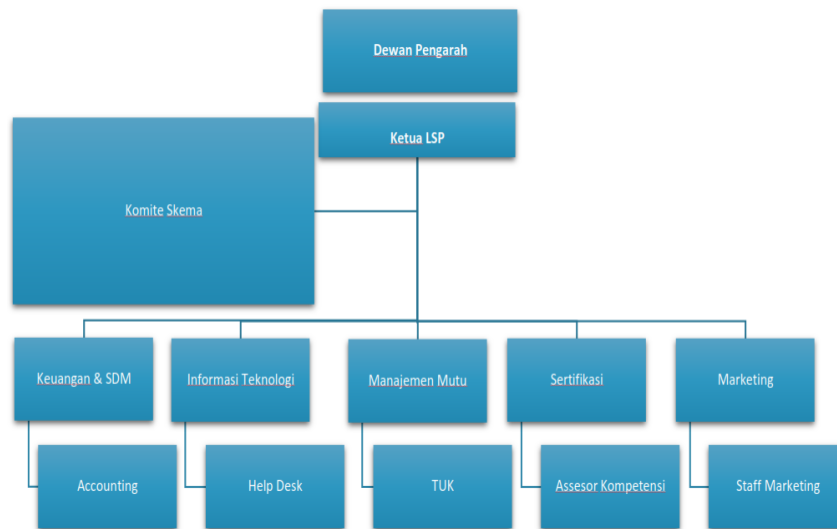 Dewan Pengarah
Ketua LSP
Komite Skema
Keuangan & SDM
Informasi Teknologi
Manajemen Mutu
Sertifikasi
Marketing
Accounting
Help Desk
TUK
Assesor Kompetensi
Staff Marketing